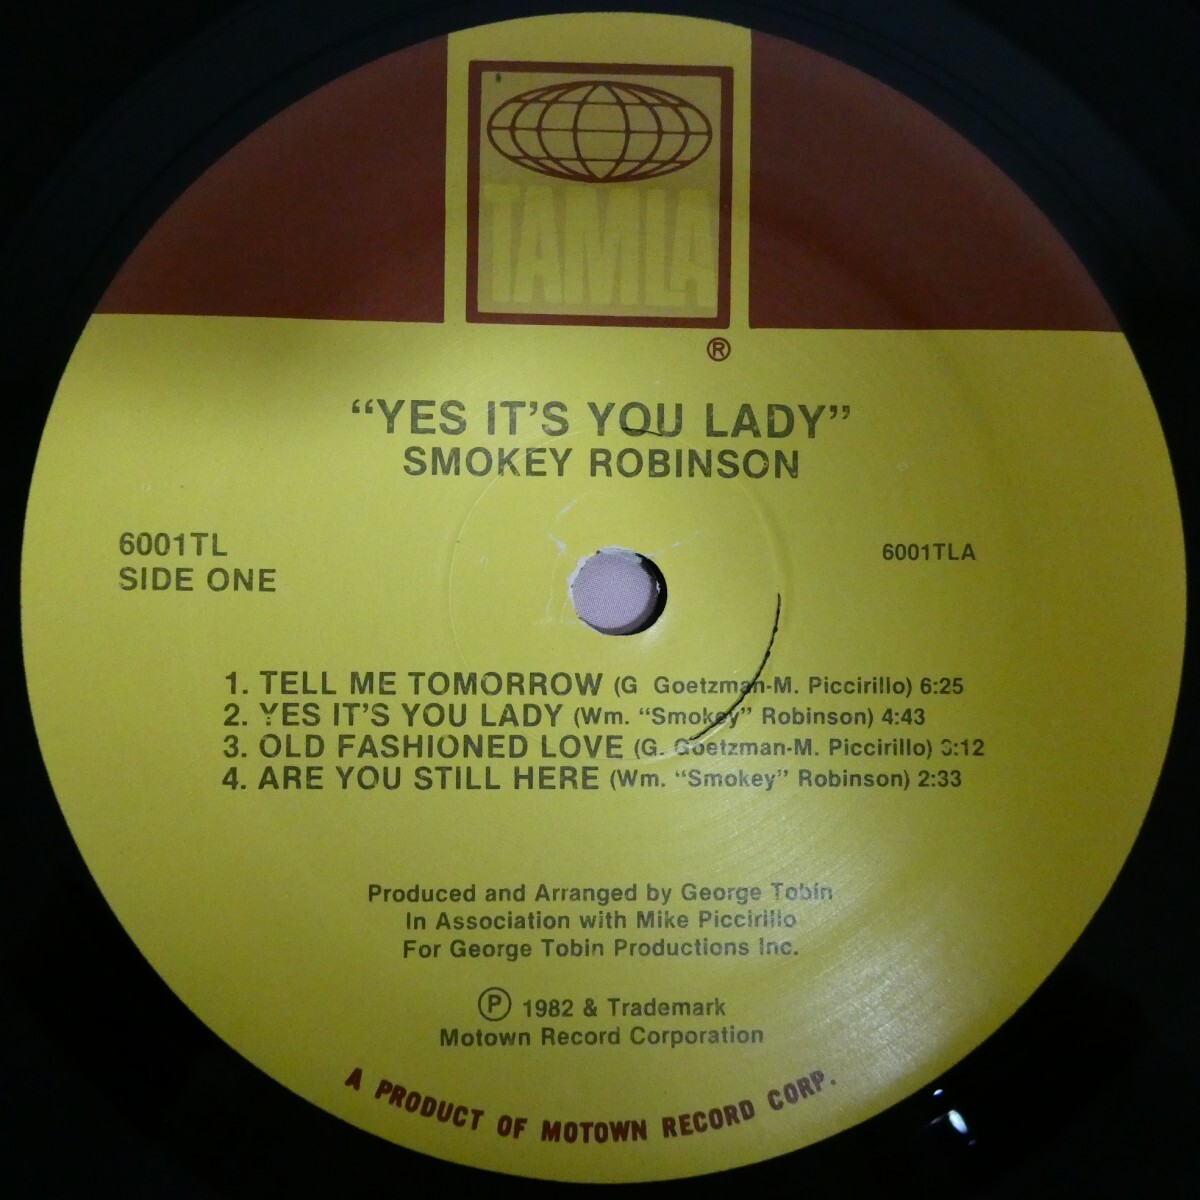 TAMLA
®
“YES IT’S YOU LADY”
SMOKEY ROBINSON
6001TL
SIDE ONE
6001TLA
1. TELL ME TOMORROW (G Goetzman-M. Piccirillo) 6:25
2. YES IT’S YOU LADY (Wm. “Smokey” Robinson) 4:43
3. OLD FASHIONED LOVE (G. Goetzman-M. Piccirillo) 3:12
4. ARE YOU STILL HERE (Wm. “Smokey” Robinson) 2:33
Produced and Arranged by George Tobin
In Association with Mike Piccirillo
For George Tobin Productions Inc.
Ⓟ 1982 & Trademark
Motown Record Corporation
A PRODUCT OF MOTOWN RECORD CORP.